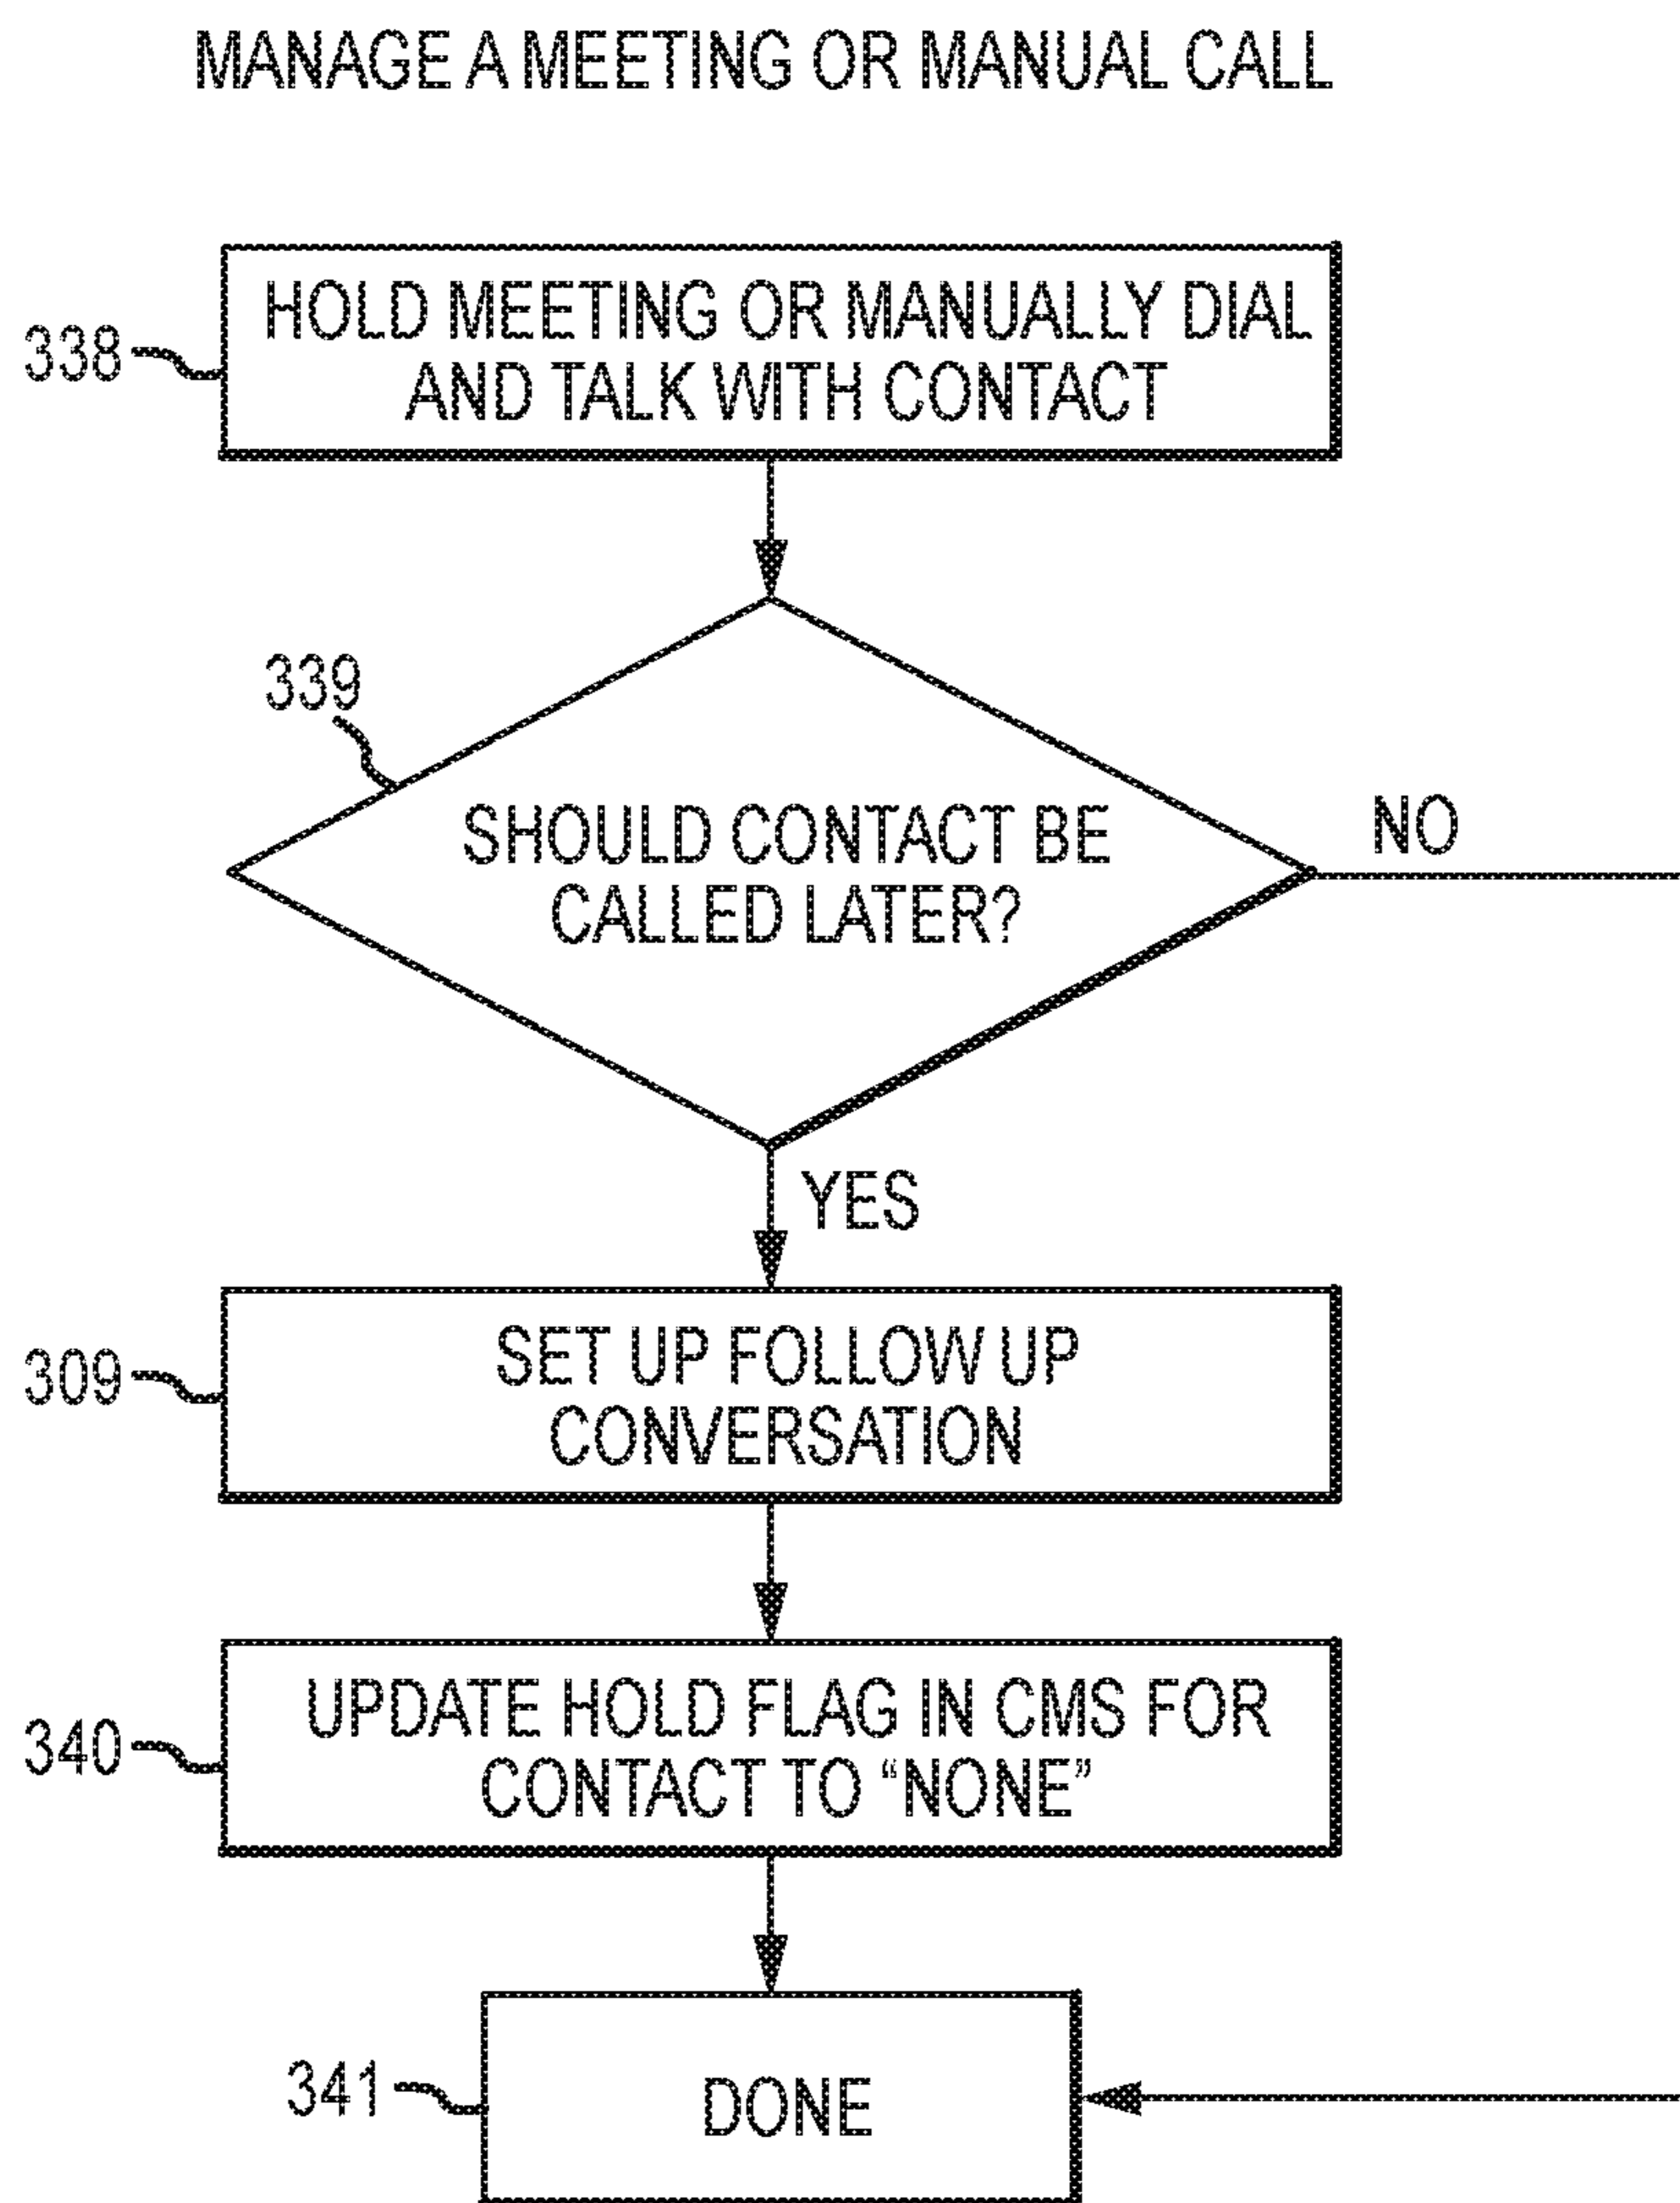 MANAGE A MEETING OR MANUAL CALL
338
HOLD MEETING OR MANUALLY DIAL
AND TALK WITH CONTACT
339
SHOULD CONTACT BE
CALLED LATER?
NO
YES
309
SET UP FOLLOW UP
CONVERSATION
340
UPDATE HOLD FLAG IN CMS FOR
CONTACT TO “NONE”
341
DONE